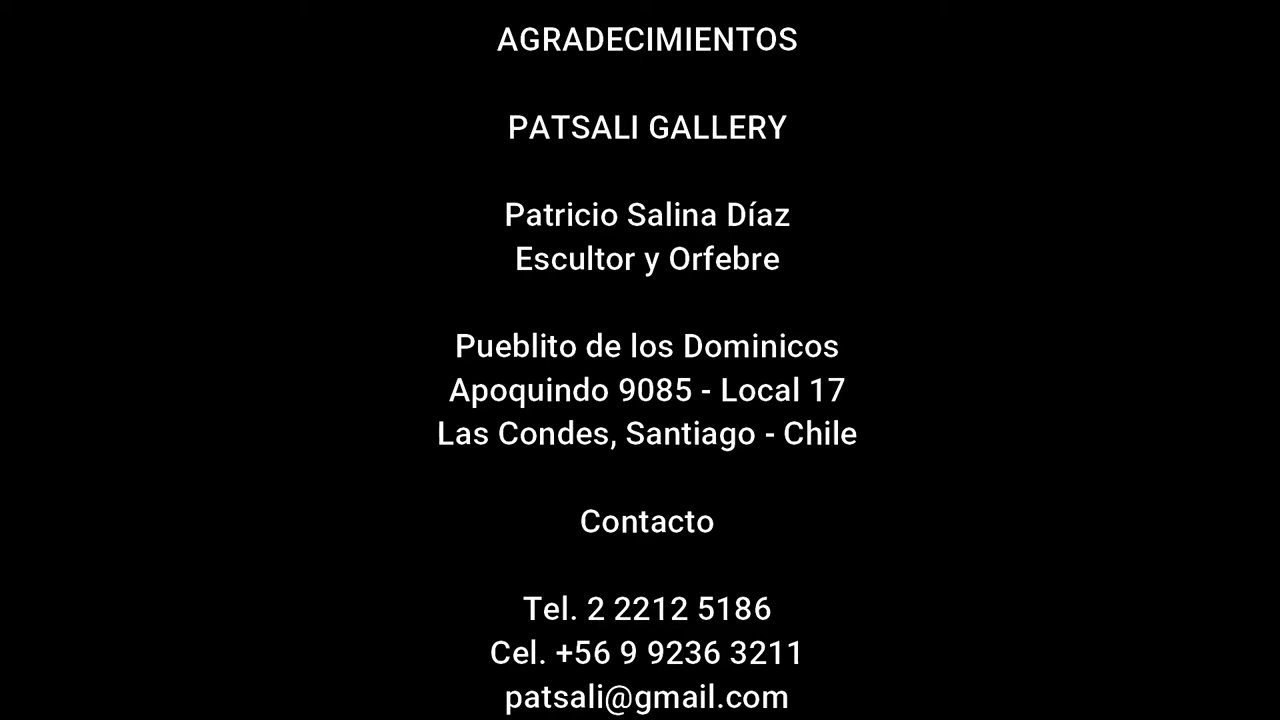 AGRADECIMIENTOS
PATSALI GALLERY
Patricio Salina Díaz
Escultor y Orfebre
Pueblito de los Dominicos
Apoquindo 9085 - Local 17
Las Condes, Santiago - Chile
Contacto
Tel. 2 2212 5186
Cel. +56 9 9236 3211
patsali@gmail.com